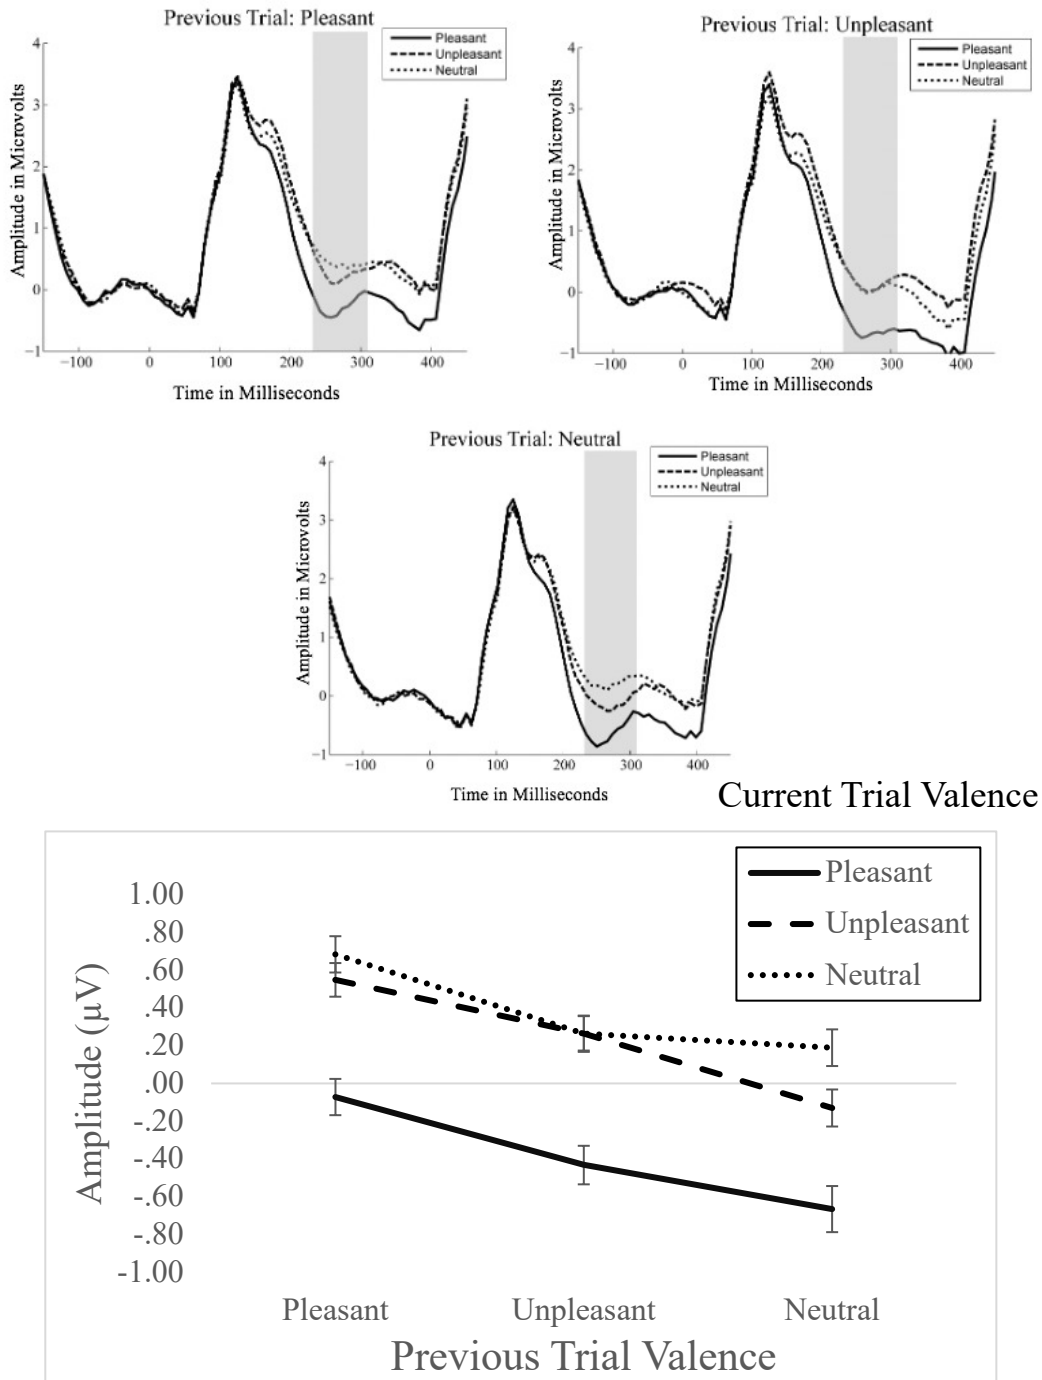 Previous Trial: Pleasant
Pleasant
Unpleasant
Neutral
Amplitude in Microvolts
4
3
2
1
0
−1
−100
0
100
200
300
400
Time in Milliseconds
Previous Trial: Unpleasant
Pleasant
Unpleasant
Neutral
Amplitude in Microvolts
4
3
2
1
0
−1
−100
0
100
200
300
400
Time in Milliseconds
Previous Trial: Neutral
Pleasant
Unpleasant
Neutral
Amplitude in Microvolts
4
3
2
1
0
−1
−100
0
100
200
300
400
Time in Milliseconds
Current Trial Valence
Pleasant
Unpleasant
Neutral
Amplitude (µV)
1.00
.80
.60
.40
.20
.00
-.20
-.40
-.60
-.80
-1.00
Pleasant
Unpleasant
Neutral
Previous Trial Valence